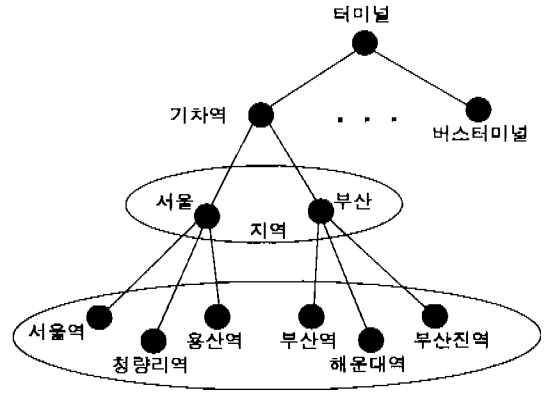 터미널
기차역
. . .
버스터미널
서울
부산
지역
서울역
용산역
부산역
부산진역
청량리역
해운대역